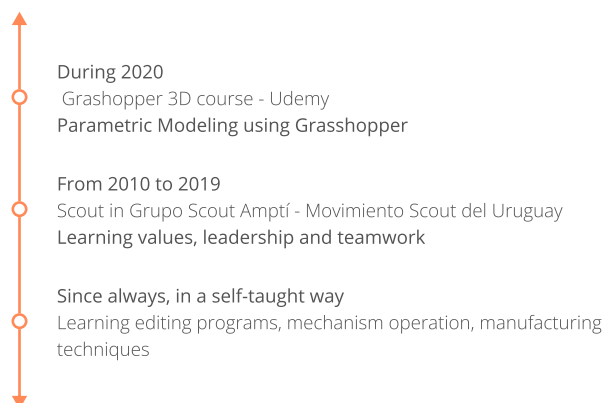 During 2020
Grashopper 3D course - Udemy
Parametric Modeling using Grasshopper
From 2010 to 2019
Scout in Grupo Scout Amptí - Movimiento Scout del Uruguay
Learning values, leadership and teamwork
Since always, in a self-taught way
Learning editing programs, mechanism operation, manufacturing
techniques